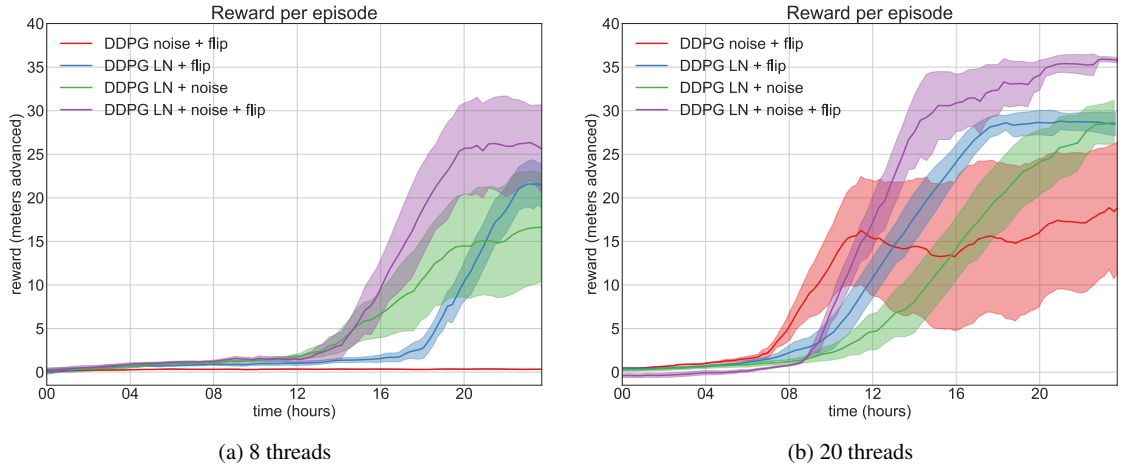 Reward per episode
40
35
30
25
20
15
10
5
0
reward (meters advanced)
DDPG noise + flip
DDPG LN + flip
DDPG LN + noise
DDPG LN + noise + flip
00 04 08 12 16 20
time (hours)
(a) 8 threads
Reward per episode
40
35
30
25
20
15
10
5
0
reward (meters advanced)
DDPG noise + flip
DDPG LN + flip
DDPG LN + noise
DDPG LN + noise + flip
00 04 08 12 16 20
time (hours)
(b) 20 threads